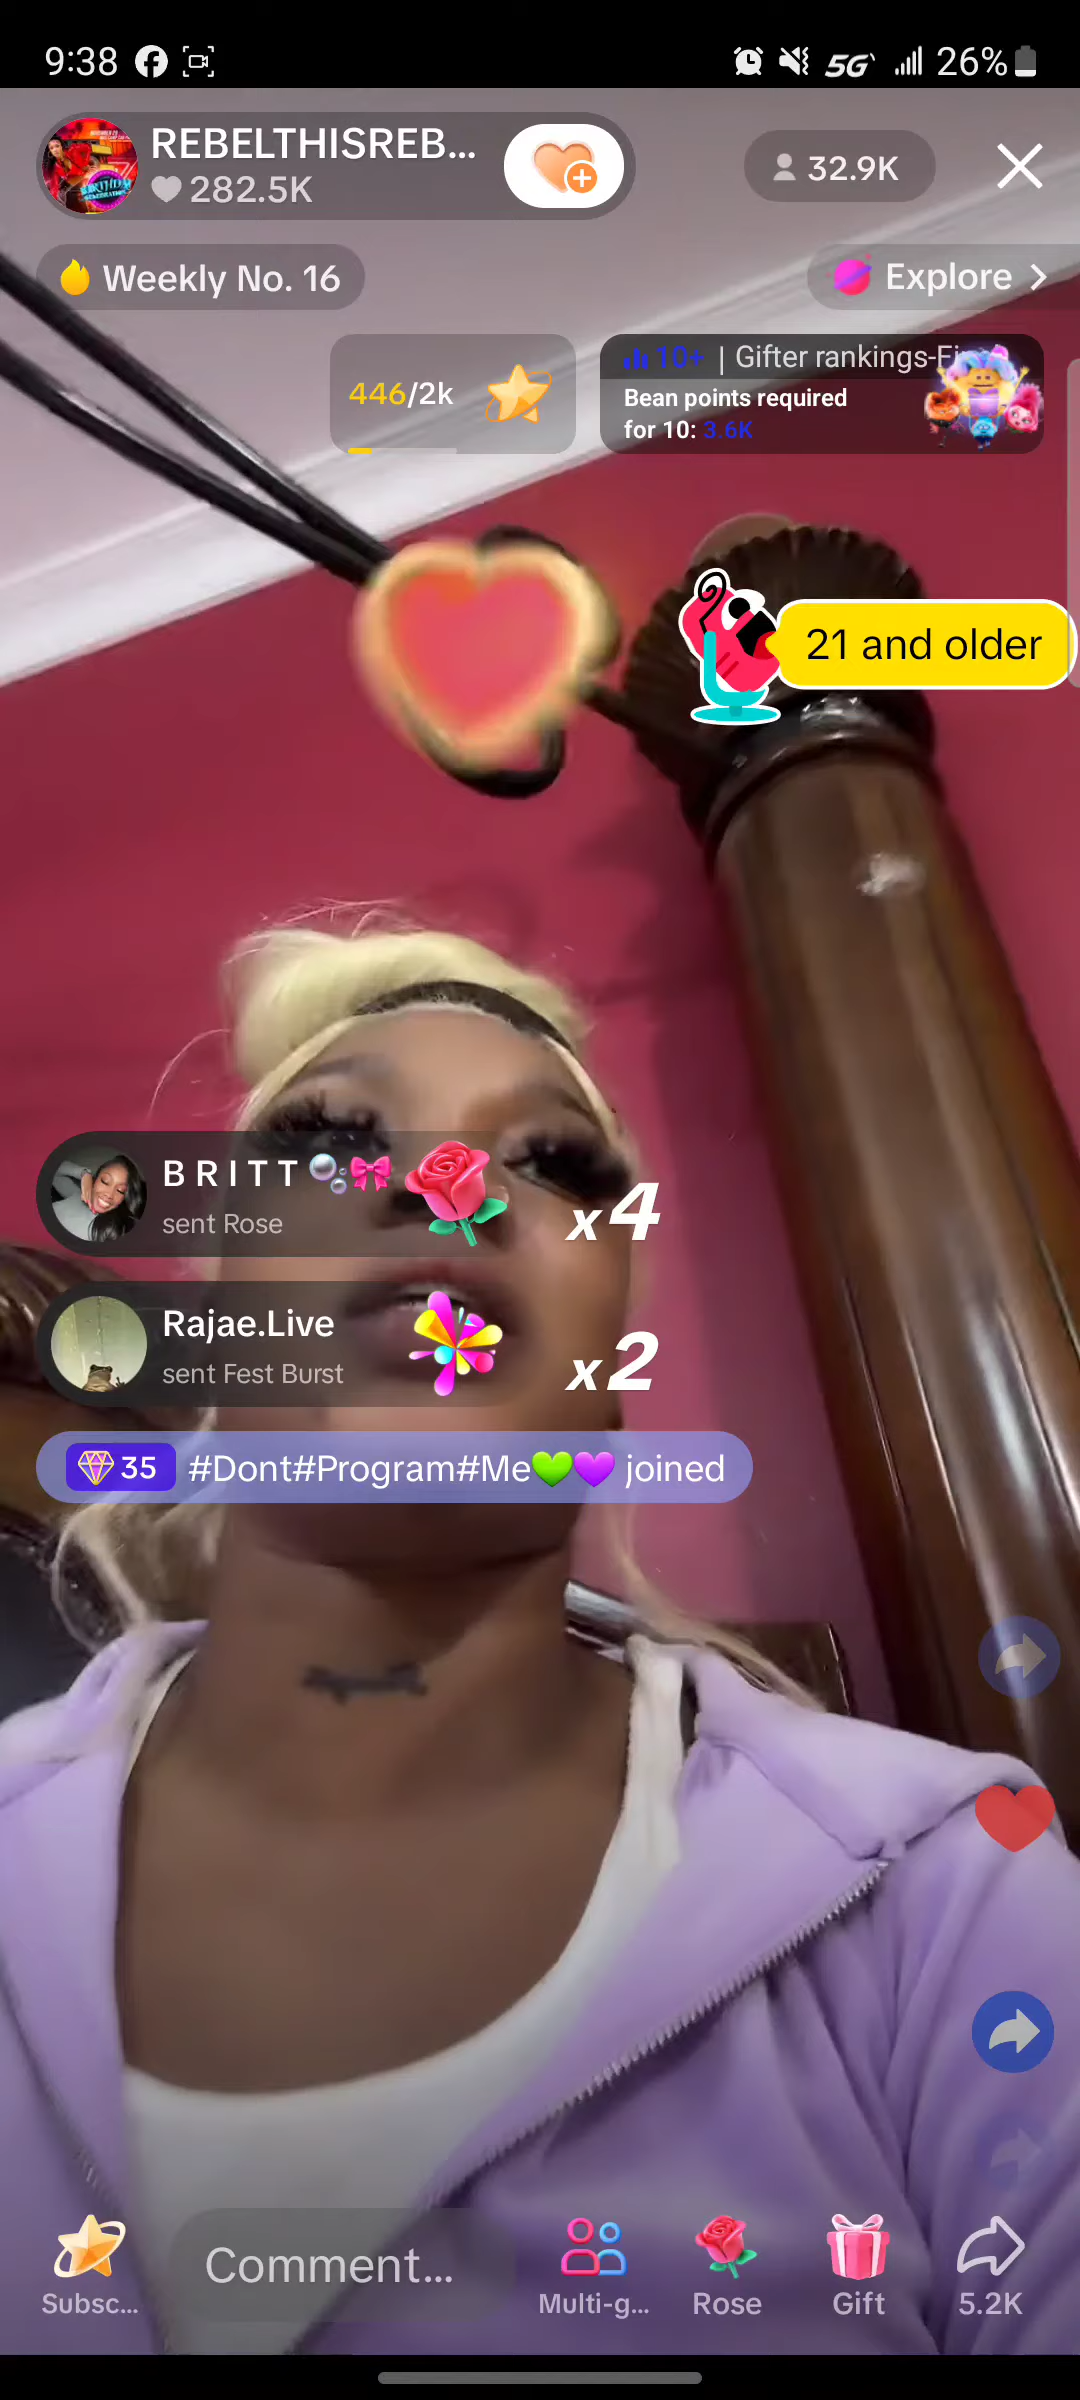 9:38
5G
26%
REBELTHISREB...
282.5K
32.9K
Weekly No. 16
Explore
446/2k
10+ | Gifter rankings-Fi
Bean points required
for 10: 3.6K
21 and older
B R I T T
sent Rose
x4
Rajae.Live
sent Fest Burst
x2
35 #Dont#Program#Me💚💜 joined
Comment...
Subsc...
Multi-g...
Rose
Gift
5.2K